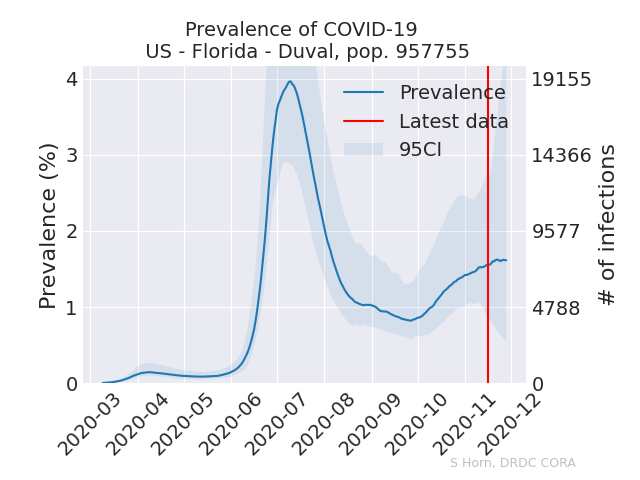 Prevalence of COVID-19
US - Florida - Duval, pop. 957755
Prevalence (%)
4
3
2
1
0
Prevalence
Latest data
95CI
19155
14366
9577
4788
0
# of infections
2020-03
2020-04
2020-05
2020-06
2020-07
2020-08
2020-09
2020-10
2020-11
2020-12
S Horn, DRDC CORA